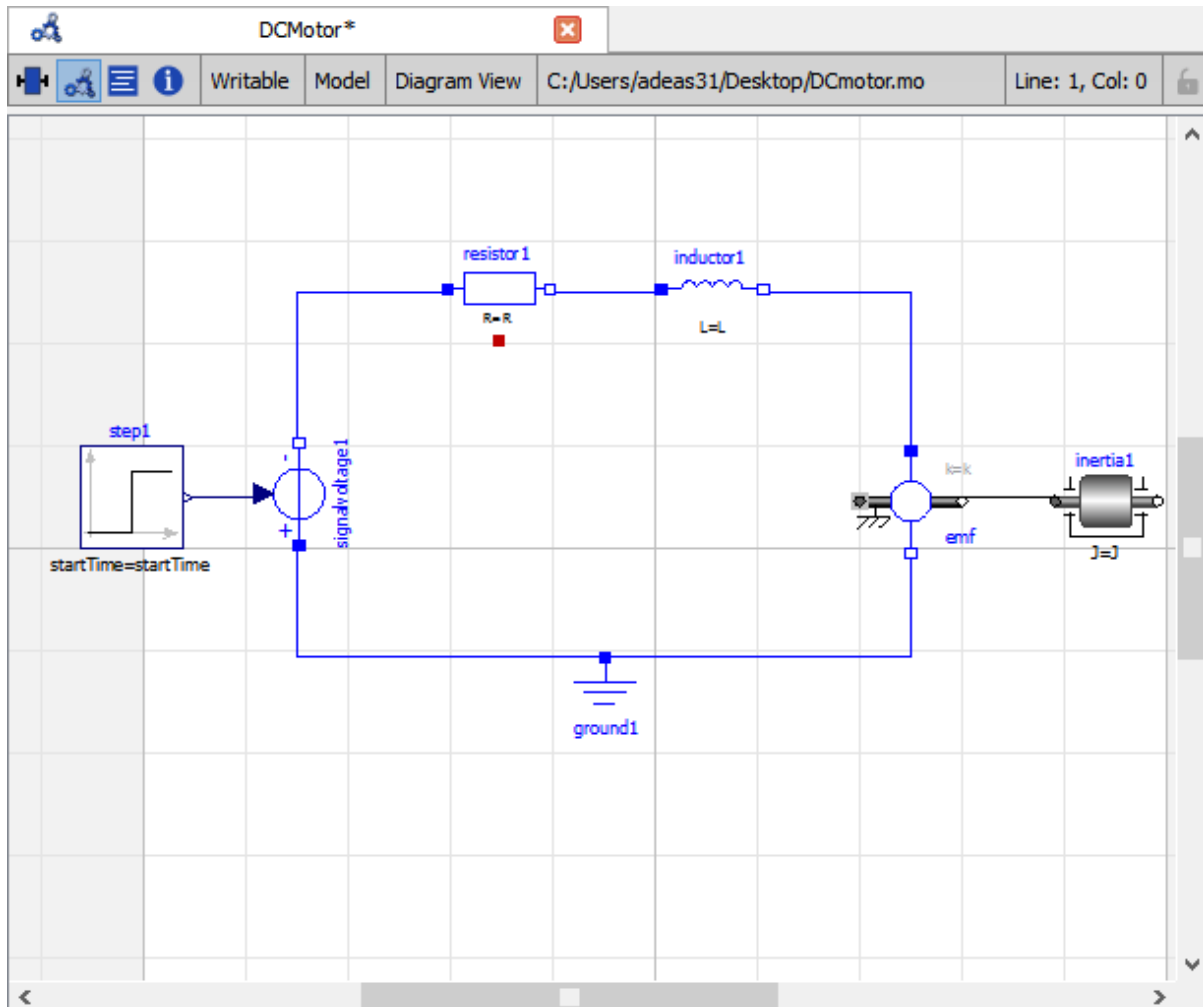 DCMotor*
Writable
Model
Diagram View
C:/Users/adeas31/Desktop/DCmotor.mo
Line: 1, Col: 0
resistor1
R=R
inductor1
L=L
step1
startTime=startTime
-
+
signalvoltage1
k=k
emf
inertia1
J=J
ground1